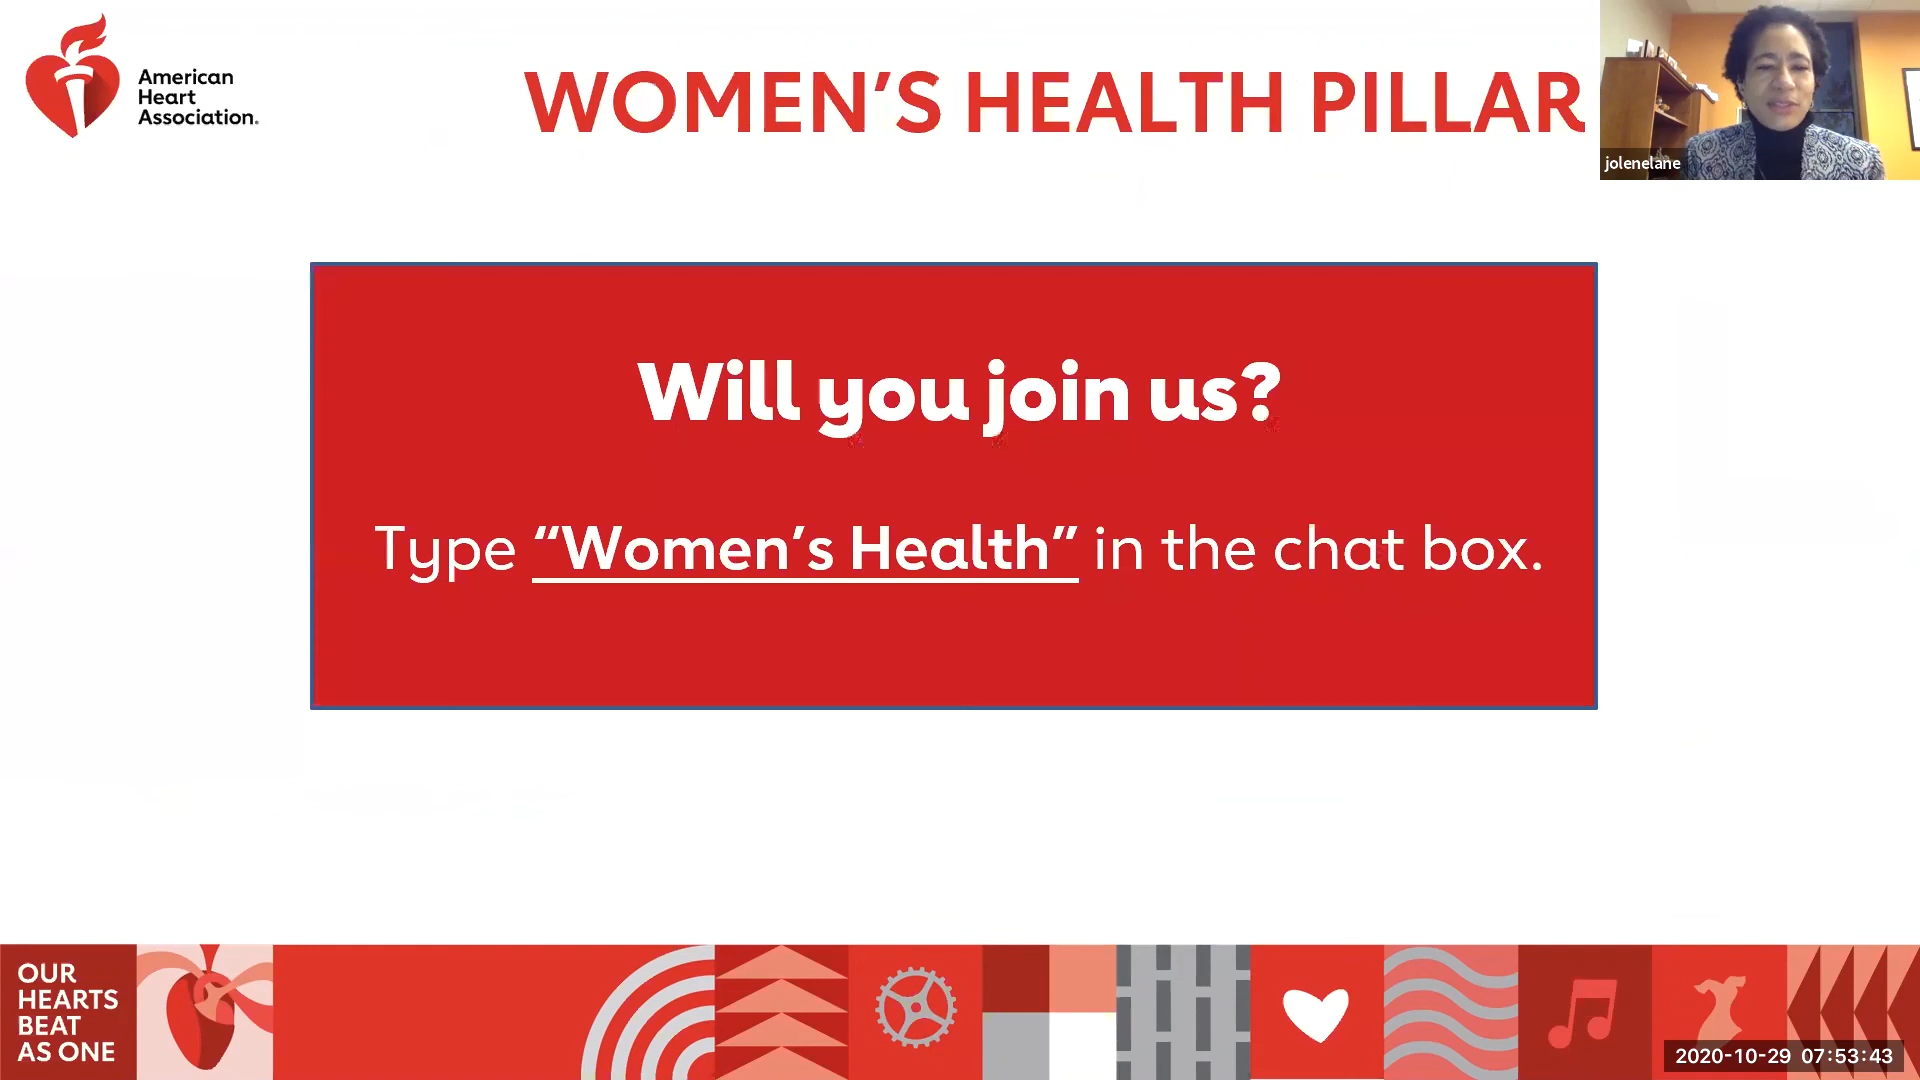 American
Heart
Association.
WOMEN’S HEALTH PILLAR
jolenelane
Will you join us?
Type “Women’s Health” in the chat box.
OUR
HEARTS
BEAT
AS ONE
2020-10-29 07:53:43